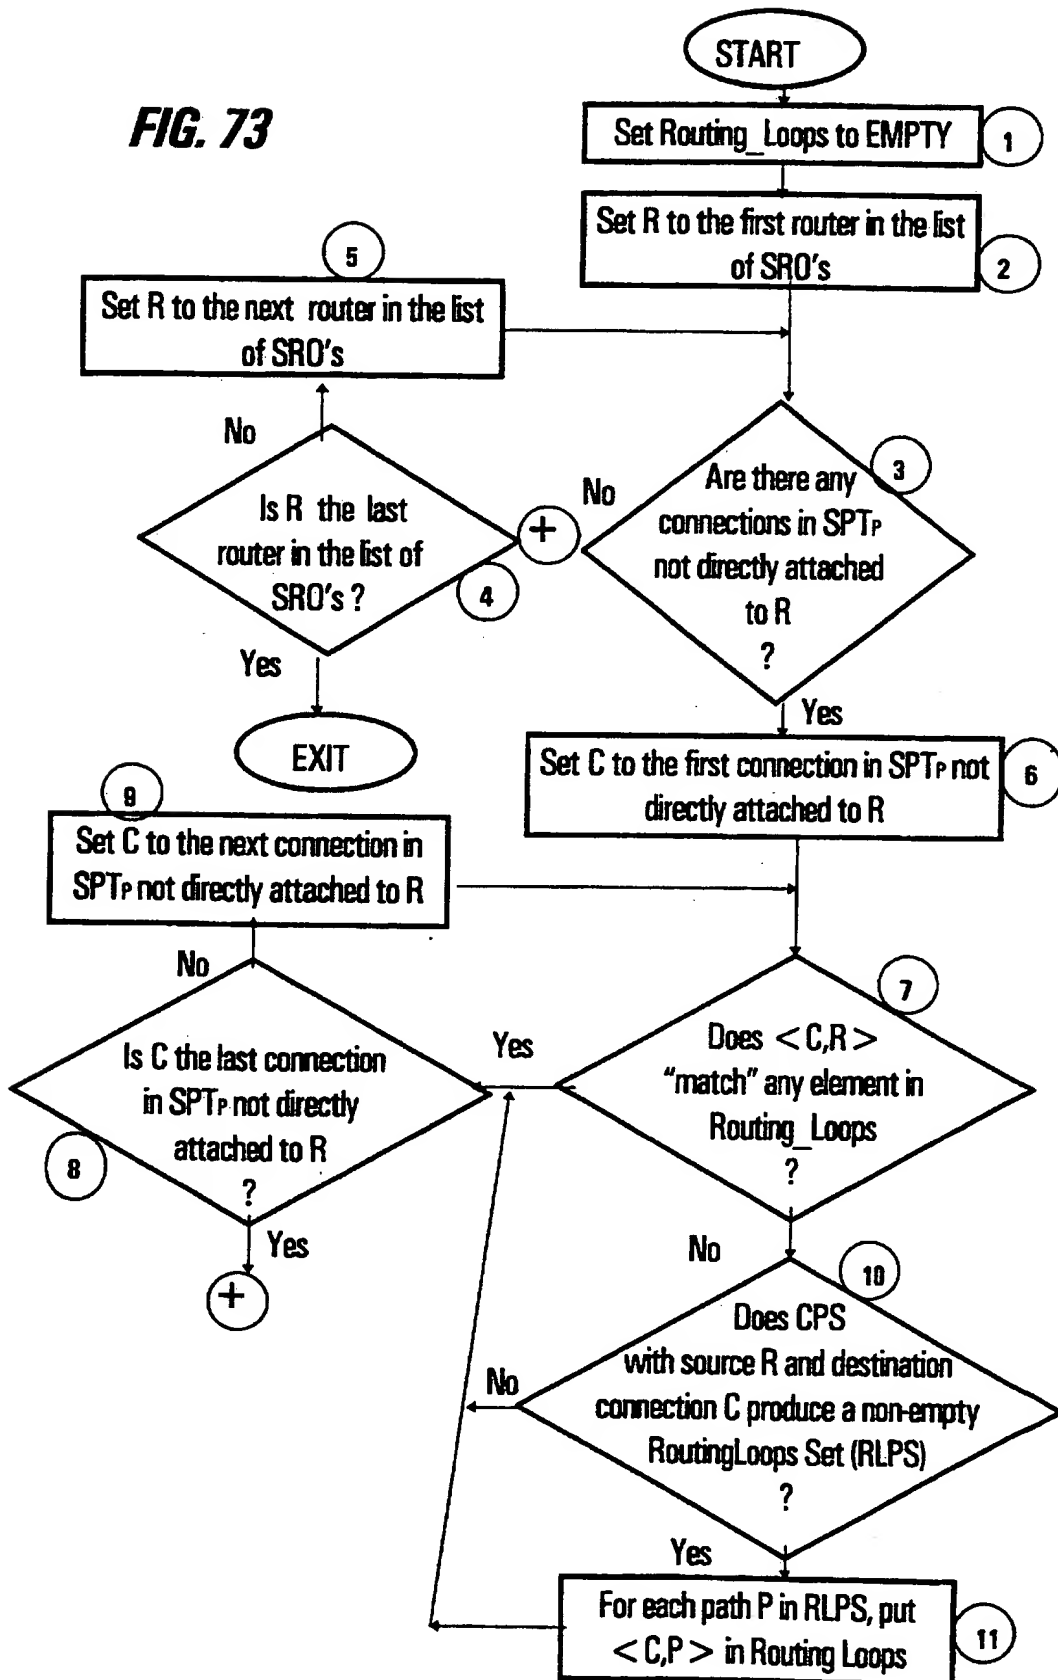 START
FIG. 73
Set Routing_Loops to EMPTY
1
Set R to the first router in the list
of SRO's
2
5
Set R to the next router in the list
of SRO's
No
Is R the last
router in the list of
SRO's ?
4
+
Yes
EXIT
No
3
Are there any
connections in SPTP
not directly attached
to R
?
Yes
Set C to the first connection in SPTP not
directly attached to R
6
9
Set C to the next connection in
SPTP not directly attached to R
No
Is C the last connection
in SPTP not directly
attached to R
?
8
Yes
+
Yes
7
Does <C,R>
"match" any element in
Routing_Loops
?
No
10
Does CPS
with source R and destination
connection C produce a non-empty
RoutingLoops Set (RLPS)
?
No
Yes
For each path P in RLPS, put
<C,P> in Routing Loops
11